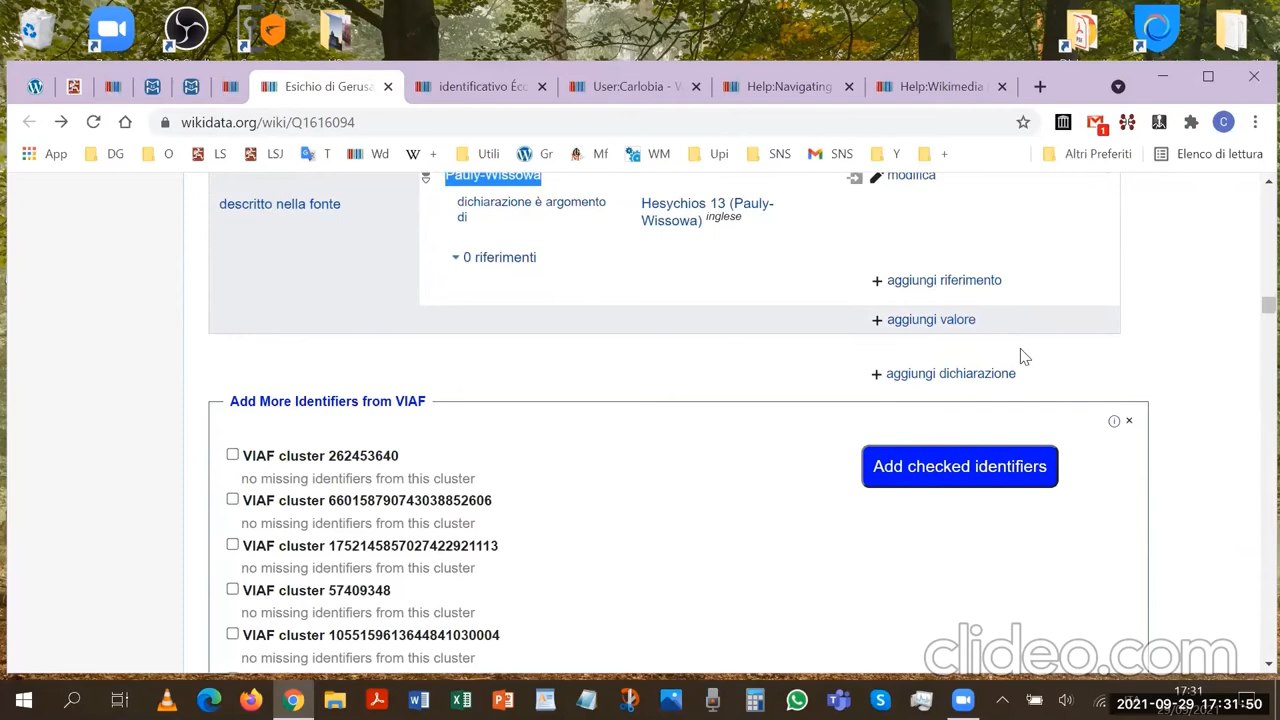 Esichio di Gerusa
identificativo Ecc
User:Carlobia - W
Help:Navigating
Help:Wikimedia
wikidata.org/wiki/Q1616094
1
C
App
DG
O
LS
LSJ
T
Wd
+
Utili
Gr
Mf
WM
Upi
SNS
SNS
Y
+
Altri Preferiti
Elenco di lettura
Pauly-Wissowa
modifica
descritto nella fonte
dichiarazione è argomento
di
Hesychios 13 (Pauly-
Wissowa) inglese
0 riferimenti
+ aggiungi riferimento
+ aggiungi valore
+ aggiungi dichiarazione
Add More Identifiers from VIAF
VIAF cluster 262453640
no missing identifiers from this cluster
Add checked identifiers
VIAF cluster 660158790743038852606
no missing identifiers from this cluster
VIAF cluster 1752145857027422921113
no missing identifiers from this cluster
VIAF cluster 57409348
no missing identifiers from this cluster
VIAF cluster 1055159613644841030004
no missing identifiers from this cluster
clideo.com
17:31
2021-09-29 17:31:50